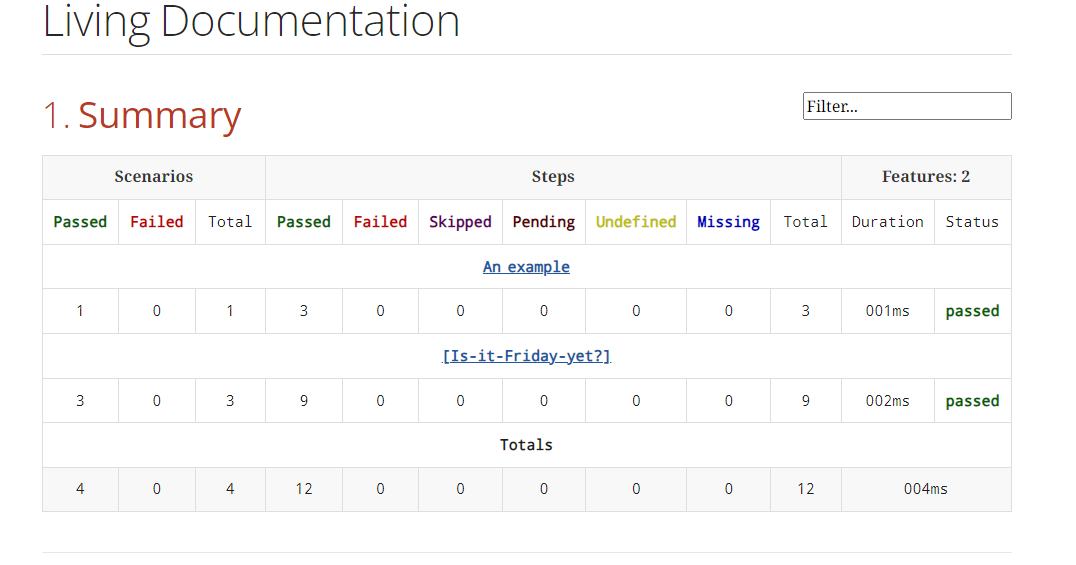 Living Documentation
1. Summary
Filter...
Scenarios Steps Features: 2
Passed Failed Total Passed Failed Skipped Pending Undefined Missing Total Duration Status
An example
1 0 1 3 0 0 0 0 0 3 001ms passed
[Is-it-Friday-yet?]
3 0 3 9 0 0 0 0 0 9 002ms passed
Totals
4 0 4 12 0 0 0 0 0 12 004ms